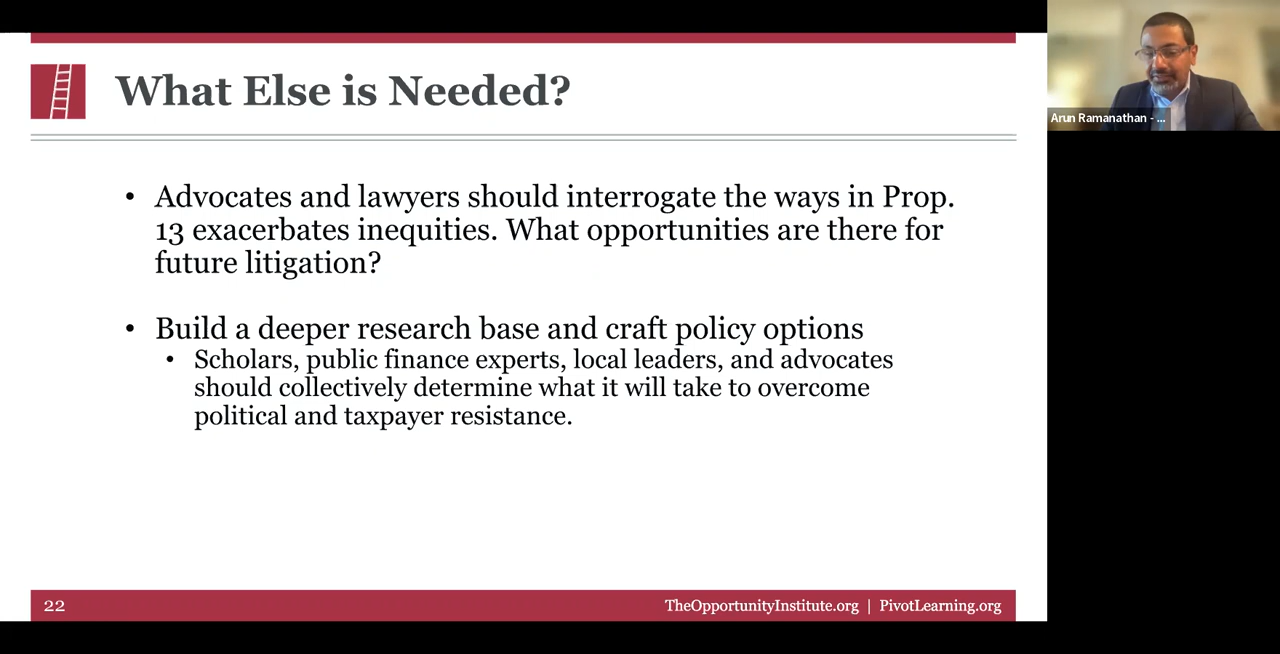 What Else is Needed?
• Advocates and lawyers should interrogate the ways in Prop.
13 exacerbates inequities. What opportunities are there for
future litigation?
• Build a deeper research base and craft policy options
• Scholars, public finance experts, local leaders, and advocates
should collectively determine what it will take to overcome
political and taxpayer resistance.
22
TheOpportunityInstitute.org | PivotLearning.org
Arun Ramanathan - ...